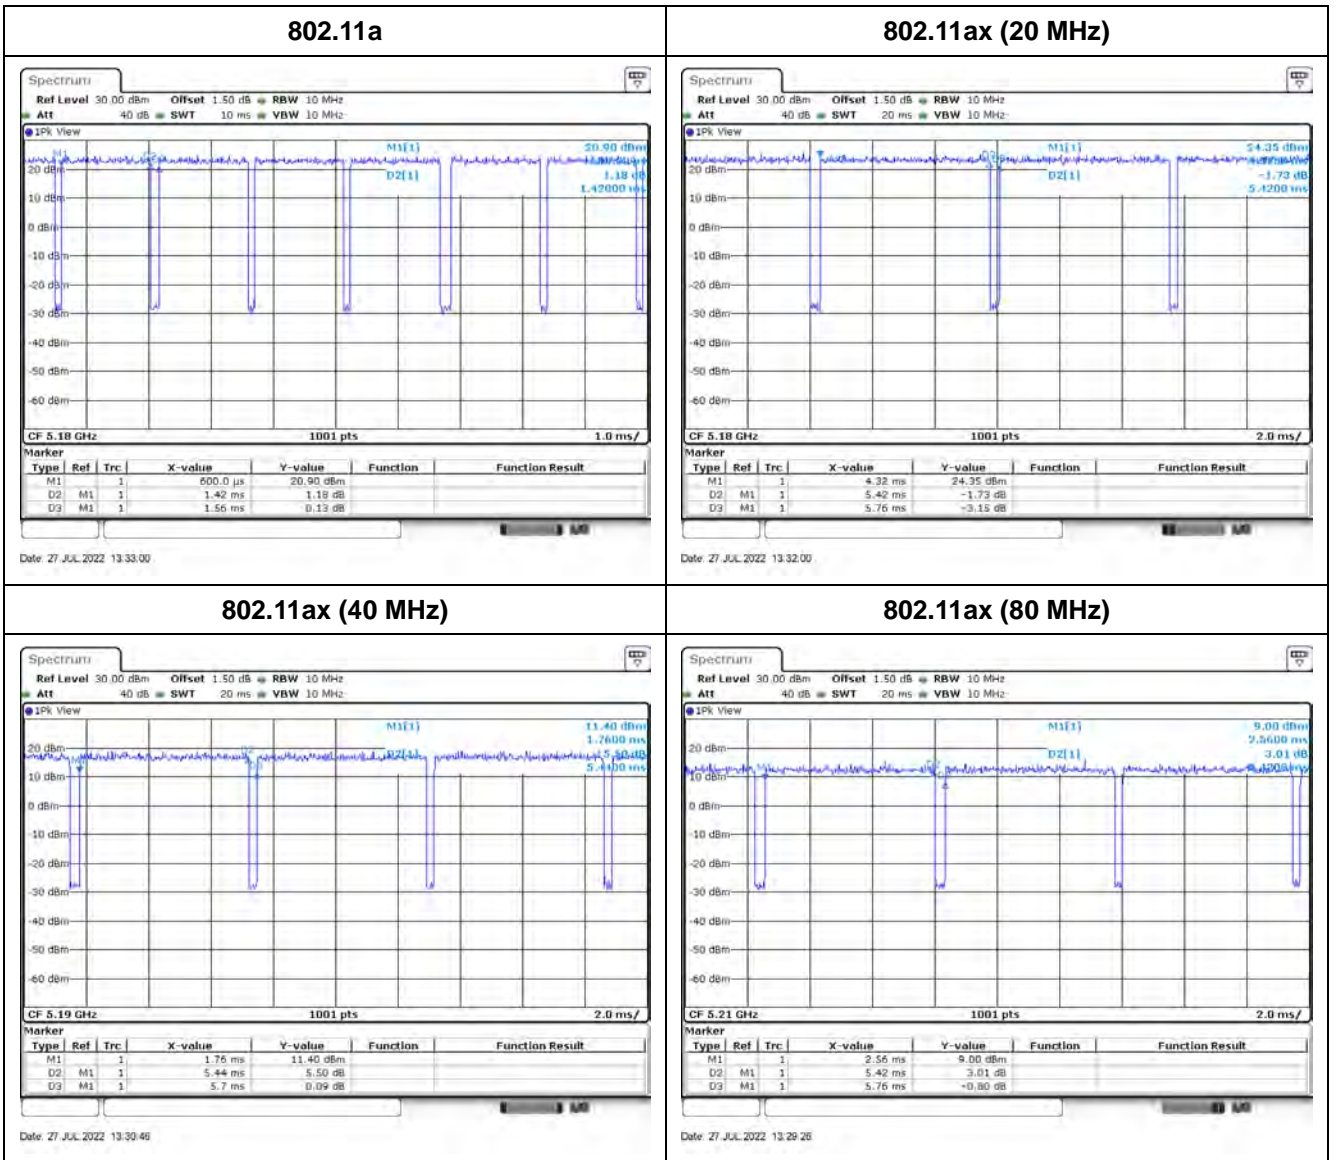 802.11a
802.11ax (20 MHz)
Spectrum
Ref Level 30.00 dBm Offset 1.50 dB RBW 10 MHz
Att 40 dB SWT 10 ms VBW 10 MHz
1Pk View
M1[1] 20.90 dBm
D2[1] 1.18 dB
1.42000 ms
20 dBm
10 dBm
0 dBm
-10 dBm
-20 dBm
-30 dBm
-40 dBm
-50 dBm
-60 dBm
CF 5.18 GHz 1001 pts 1.0 ms/
Marker
Type Ref Trc X-value Y-value Function Function Result
M1 1 600.0 µs 20.90 dBm
D2 M1 1 1.42 ms 1.18 dB
D3 M1 1 1.56 ms 0.13 dB
Date: 27.JUL.2022 13:33:00
Spectrum
Ref Level 30.00 dBm Offset 1.50 dB RBW 10 MHz
Att 40 dB SWT 20 ms VBW 10 MHz
1Pk View
M1[1] 24.35 dBm
D2[1] -1.73 dB
5.4200 ms
20 dBm
10 dBm
0 dBm
-10 dBm
-20 dBm
-30 dBm
-40 dBm
-50 dBm
-60 dBm
CF 5.18 GHz 1001 pts 2.0 ms/
Marker
Type Ref Trc X-value Y-value Function Function Result
M1 1 4.32 ms 24.35 dBm
D2 M1 1 5.42 ms -1.73 dB
D3 M1 1 5.76 ms -3.15 dB
Date: 27.JUL.2022 13:32:00
802.11ax (40 MHz)
802.11ax (80 MHz)
Spectrum
Ref Level 30.00 dBm Offset 1.50 dB RBW 10 MHz
Att 40 dB SWT 20 ms VBW 10 MHz
1Pk View
M1[1] 11.40 dBm
1.7600 ms
D2[1] 5.50 dB
5.4400 ms
20 dBm
10 dBm
0 dBm
-10 dBm
-20 dBm
-30 dBm
-40 dBm
-50 dBm
-60 dBm
CF 5.19 GHz 1001 pts 2.0 ms/
Marker
Type Ref Trc X-value Y-value Function Function Result
M1 1 1.76 ms 11.40 dBm
D2 M1 1 5.44 ms 5.50 dB
D3 M1 1 5.7 ms 0.09 dB
Date: 27.JUL.2022 13:30:46
Spectrum
Ref Level 30.00 dBm Offset 1.50 dB RBW 10 MHz
Att 40 dB SWT 20 ms VBW 10 MHz
1Pk View
M1[1] 9.00 dBm
2.5600 ms
D2[1] 3.01 dB
5.4200 ms
20 dBm
10 dBm
0 dBm
-10 dBm
-20 dBm
-30 dBm
-40 dBm
-50 dBm
-60 dBm
CF 5.21 GHz 1001 pts 2.0 ms/
Marker
Type Ref Trc X-value Y-value Function Function Result
M1 1 2.56 ms 9.00 dBm
D2 M1 1 5.42 ms 3.01 dB
D3 M1 1 5.76 ms -0.80 dB
Date: 27.JUL.2022 13:29:26